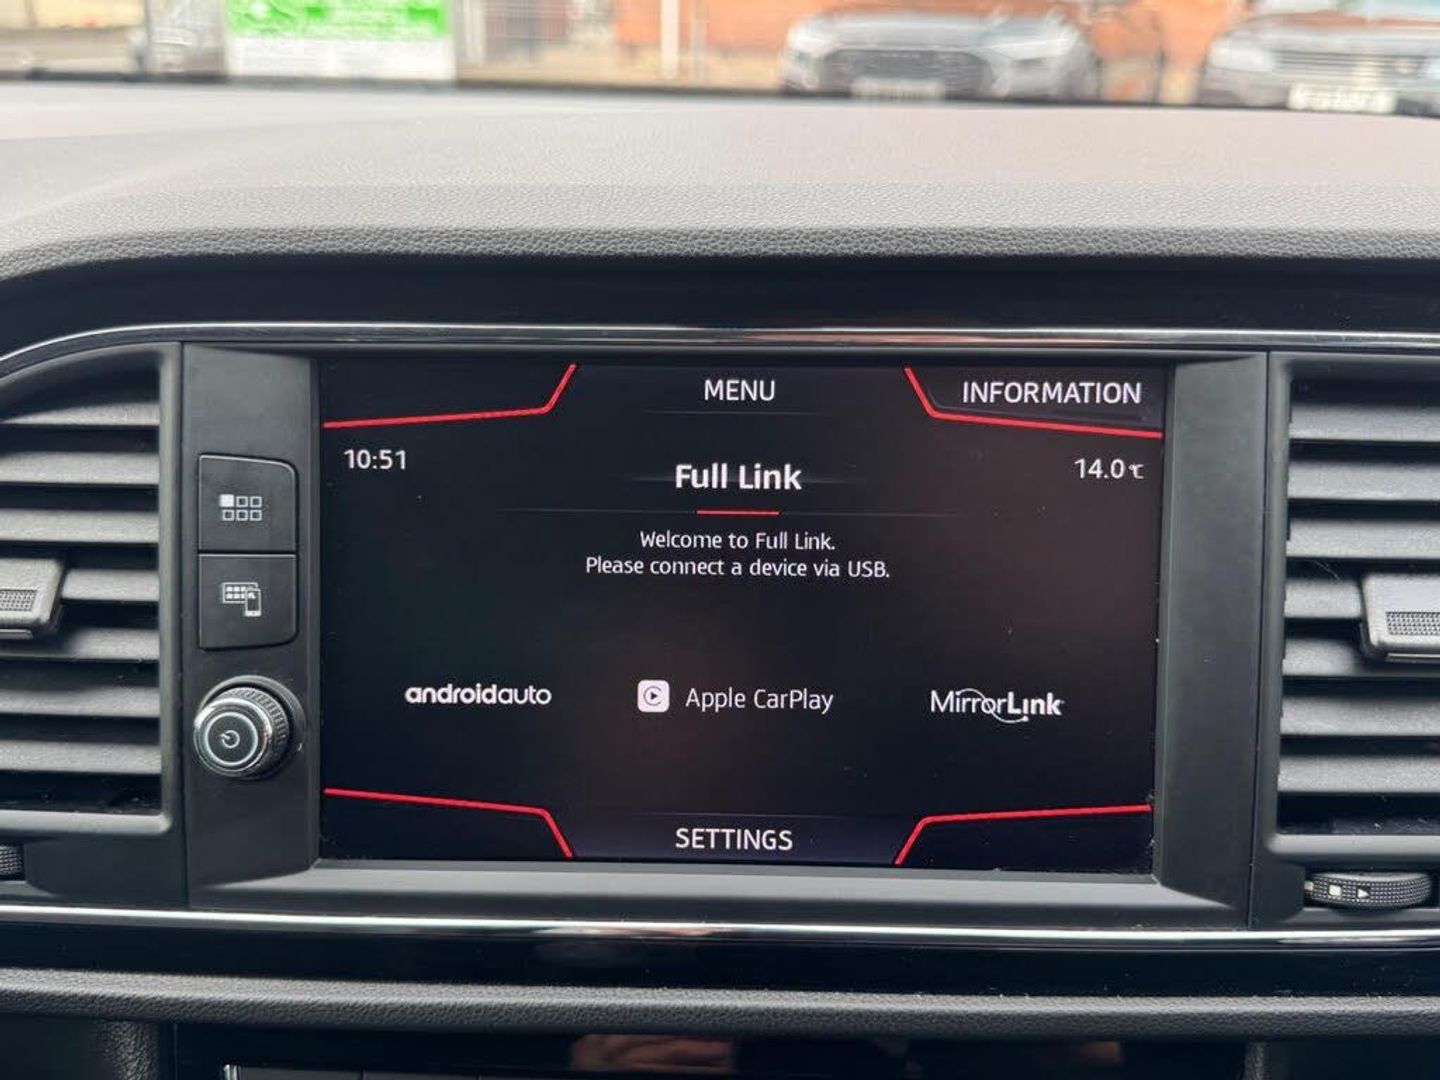 MENU
INFORMATION
10:51
14.0℃
Full Link
Welcome to Full Link.
Please connect a device via USB.
androidauto
Apple CarPlay
MirrorLink
SETTINGS